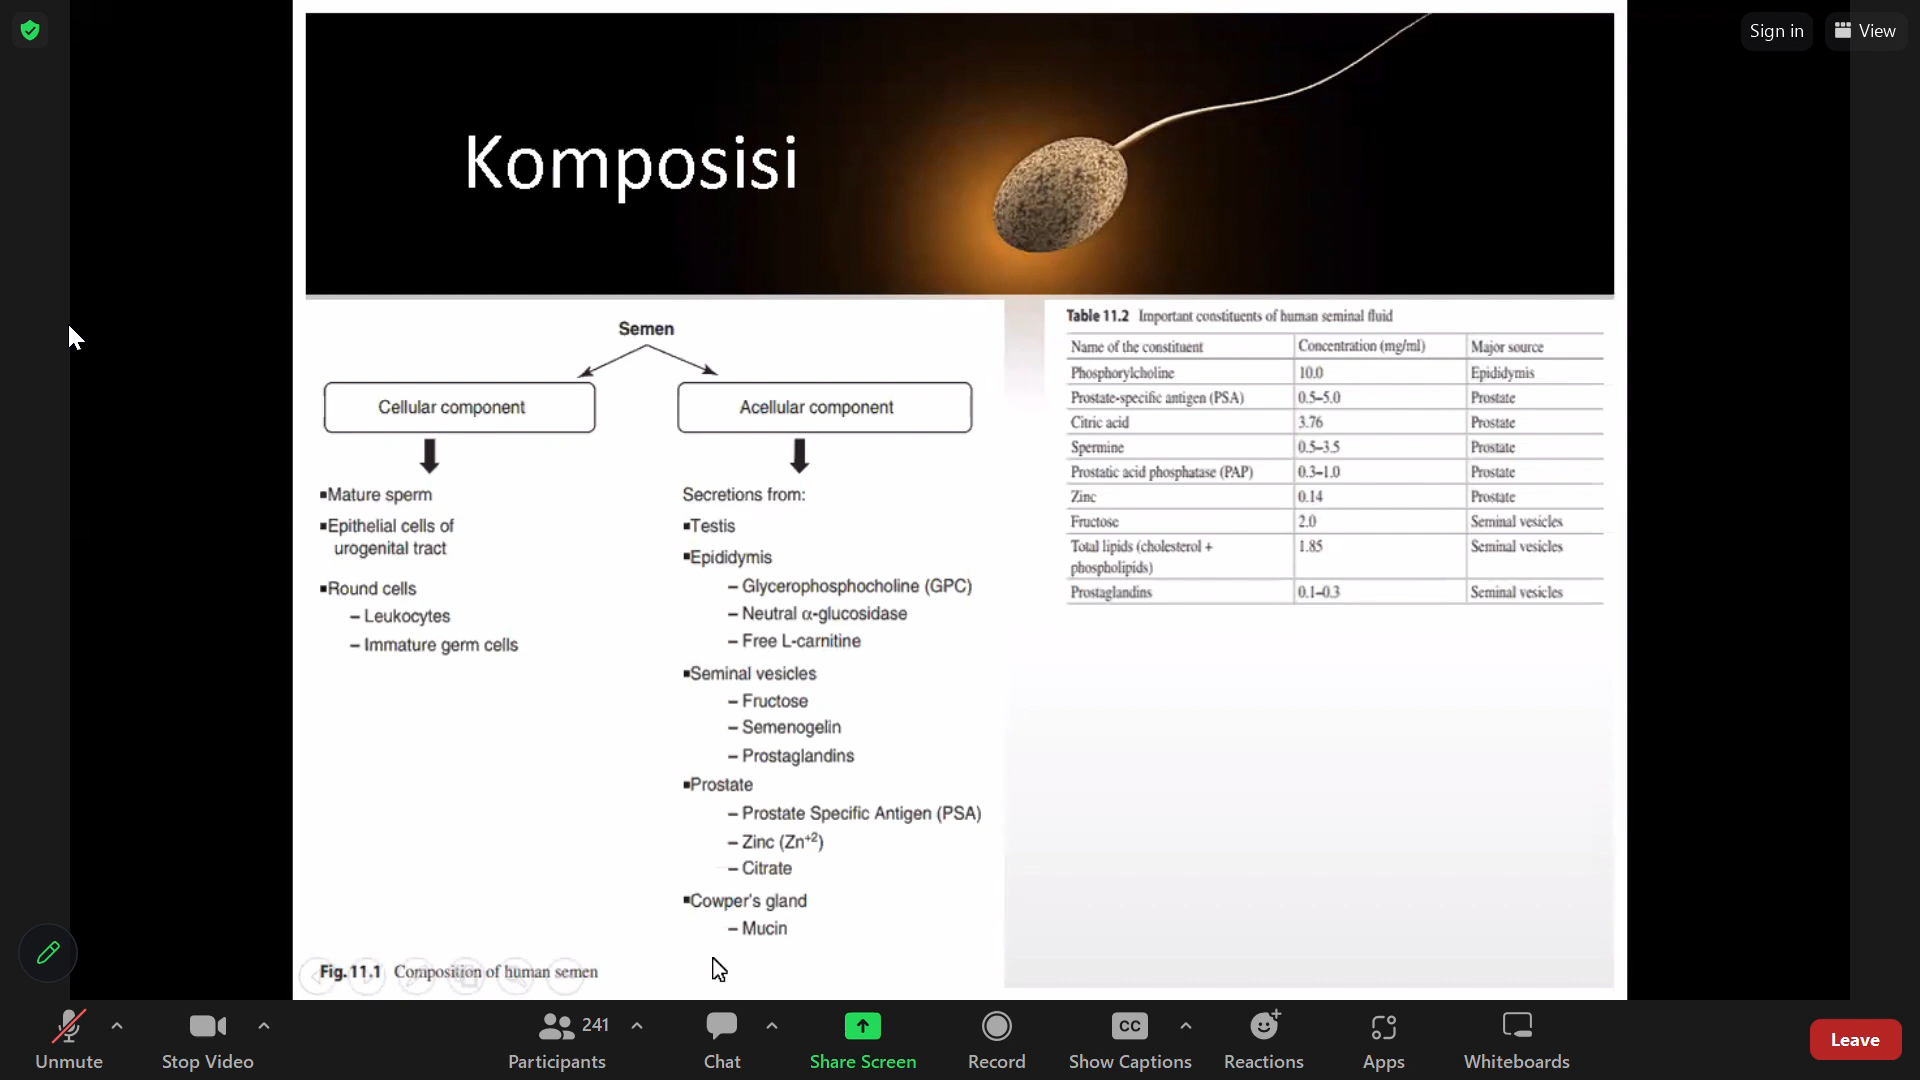 Sign in
View
Komposisi
Semen
Cellular component
Acellular component
▪Mature sperm
▪Epithelial cells of
urogenital tract
▪Round cells
– Leukocytes
– Immature germ cells
Secretions from:
▪Testis
▪Epididymis
– Glycerophosphocholine (GPC)
– Neutral α-glucosidase
– Free L-carnitine
▪Seminal vesicles
– Fructose
– Semenogelin
– Prostaglandins
▪Prostate
– Prostate Specific Antigen (PSA)
– Zinc (Zn⁺²)
– Citrate
▪Cowper's gland
– Mucin
Fig. 11.1 Composition of human semen
Table 11.2 Important constituents of human seminal fluid
Name of the constituent Concentration (mg/ml) Major source
Phosphorylcholine 10.0 Epididymis
Prostate-specific antigen (PSA) 0.5–5.0 Prostate
Citric acid 3.76 Prostate
Spermine 0.5–3.5 Prostate
Prostatic acid phosphatase (PAP) 0.3–1.0 Prostate
Zinc 0.14 Prostate
Fructose 2.0 Seminal vesicles
Total lipids (cholesterol + 1.85 Seminal vesicles
phospholipids)
Prostaglandins 0.1–0.3 Seminal vesicles
Unmute
Stop Video
241
Participants
Chat
Share Screen
Record
CC
Show Captions
Reactions
Apps
Whiteboards
Leave